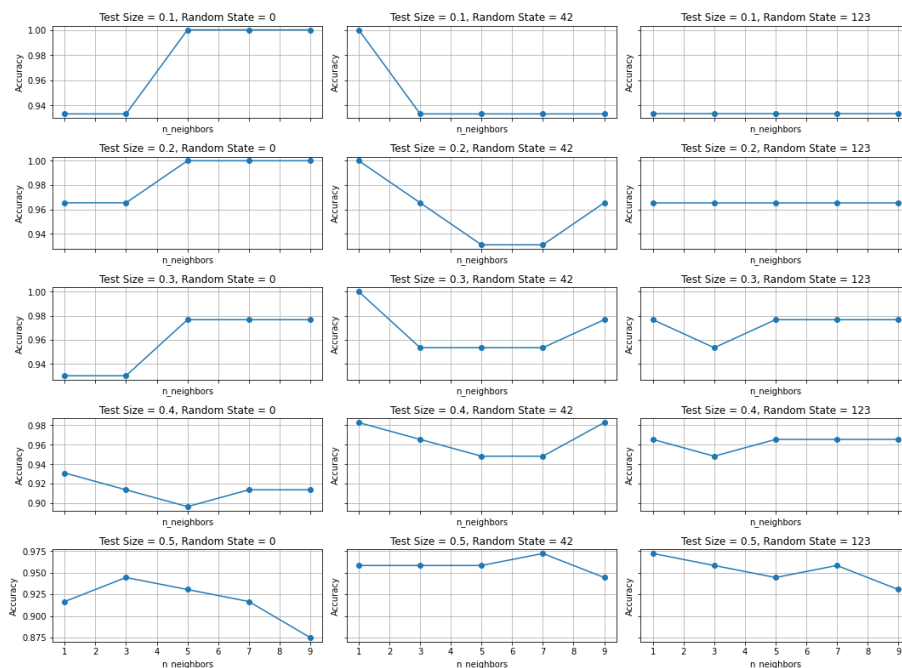 Test Size = 0.1, Random State = 0
Test Size = 0.1, Random State = 42
Test Size = 0.1, Random State = 123
Accuracy
1.00
0.98
0.96
0.94
Accuracy
Accuracy
n_neighbors
n_neighbors
n_neighbors
Test Size = 0.2, Random State = 0
Test Size = 0.2, Random State = 42
Test Size = 0.2, Random State = 123
Accuracy
1.00
0.98
0.96
0.94
Accuracy
Accuracy
n_neighbors
n_neighbors
n_neighbors
Test Size = 0.3, Random State = 0
Test Size = 0.3, Random State = 42
Test Size = 0.3, Random State = 123
Accuracy
1.00
0.98
0.96
0.94
Accuracy
Accuracy
n_neighbors
n_neighbors
n_neighbors
Test Size = 0.4, Random State = 0
Test Size = 0.4, Random State = 42
Test Size = 0.4, Random State = 123
Accuracy
0.98
0.96
0.94
0.92
0.90
Accuracy
Accuracy
n_neighbors
n_neighbors
n_neighbors
Test Size = 0.5, Random State = 0
Test Size = 0.5, Random State = 42
Test Size = 0.5, Random State = 123
Accuracy
0.975
0.950
0.925
0.900
0.875
Accuracy
Accuracy
1 2 3 4 5 6 7 8 9
1 2 3 4 5 6 7 8 9
1 2 3 4 5 6 7 8 9
n_neighbors
n_neighbors
n_neighbors